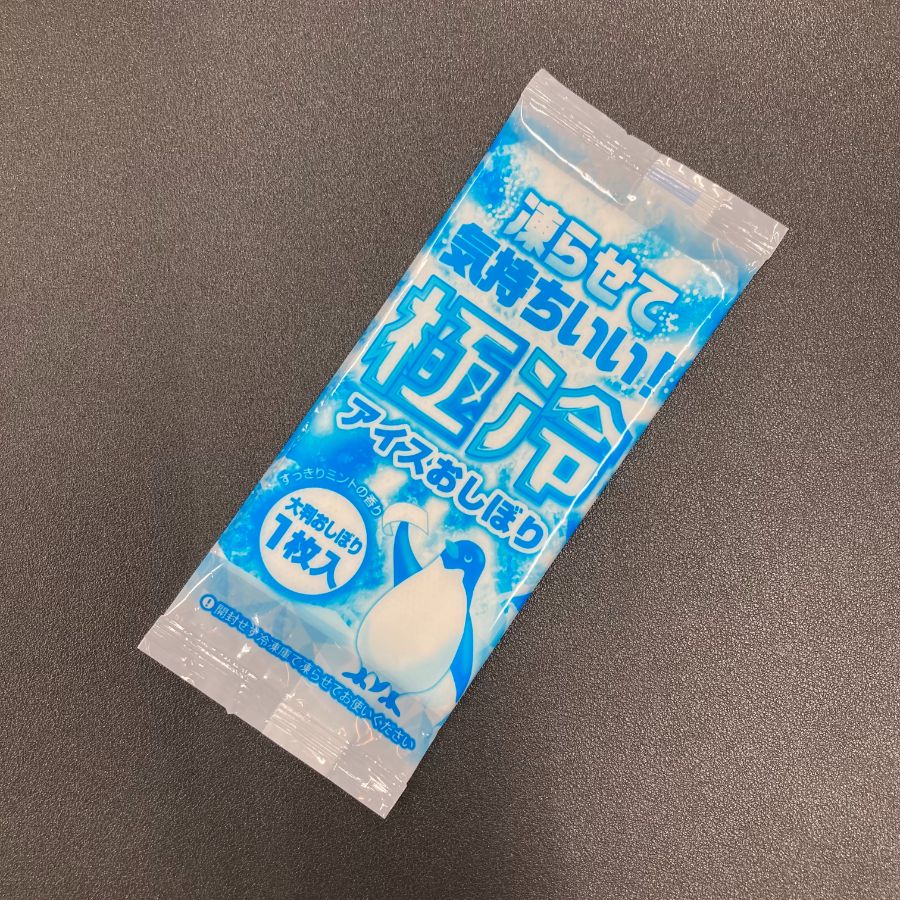 凍らせて
気持ちいい!
極冷
アイスおしぼり
すっきりミントの香り
大判おしぼり
1枚入
! 開封せず冷凍庫で凍らせてお使いください